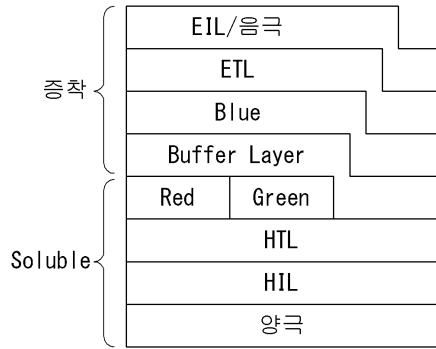 EIL/음극
ETL
증착
Blue
Buffer Layer
Red Green
HTL
Soluble
HIL
양극